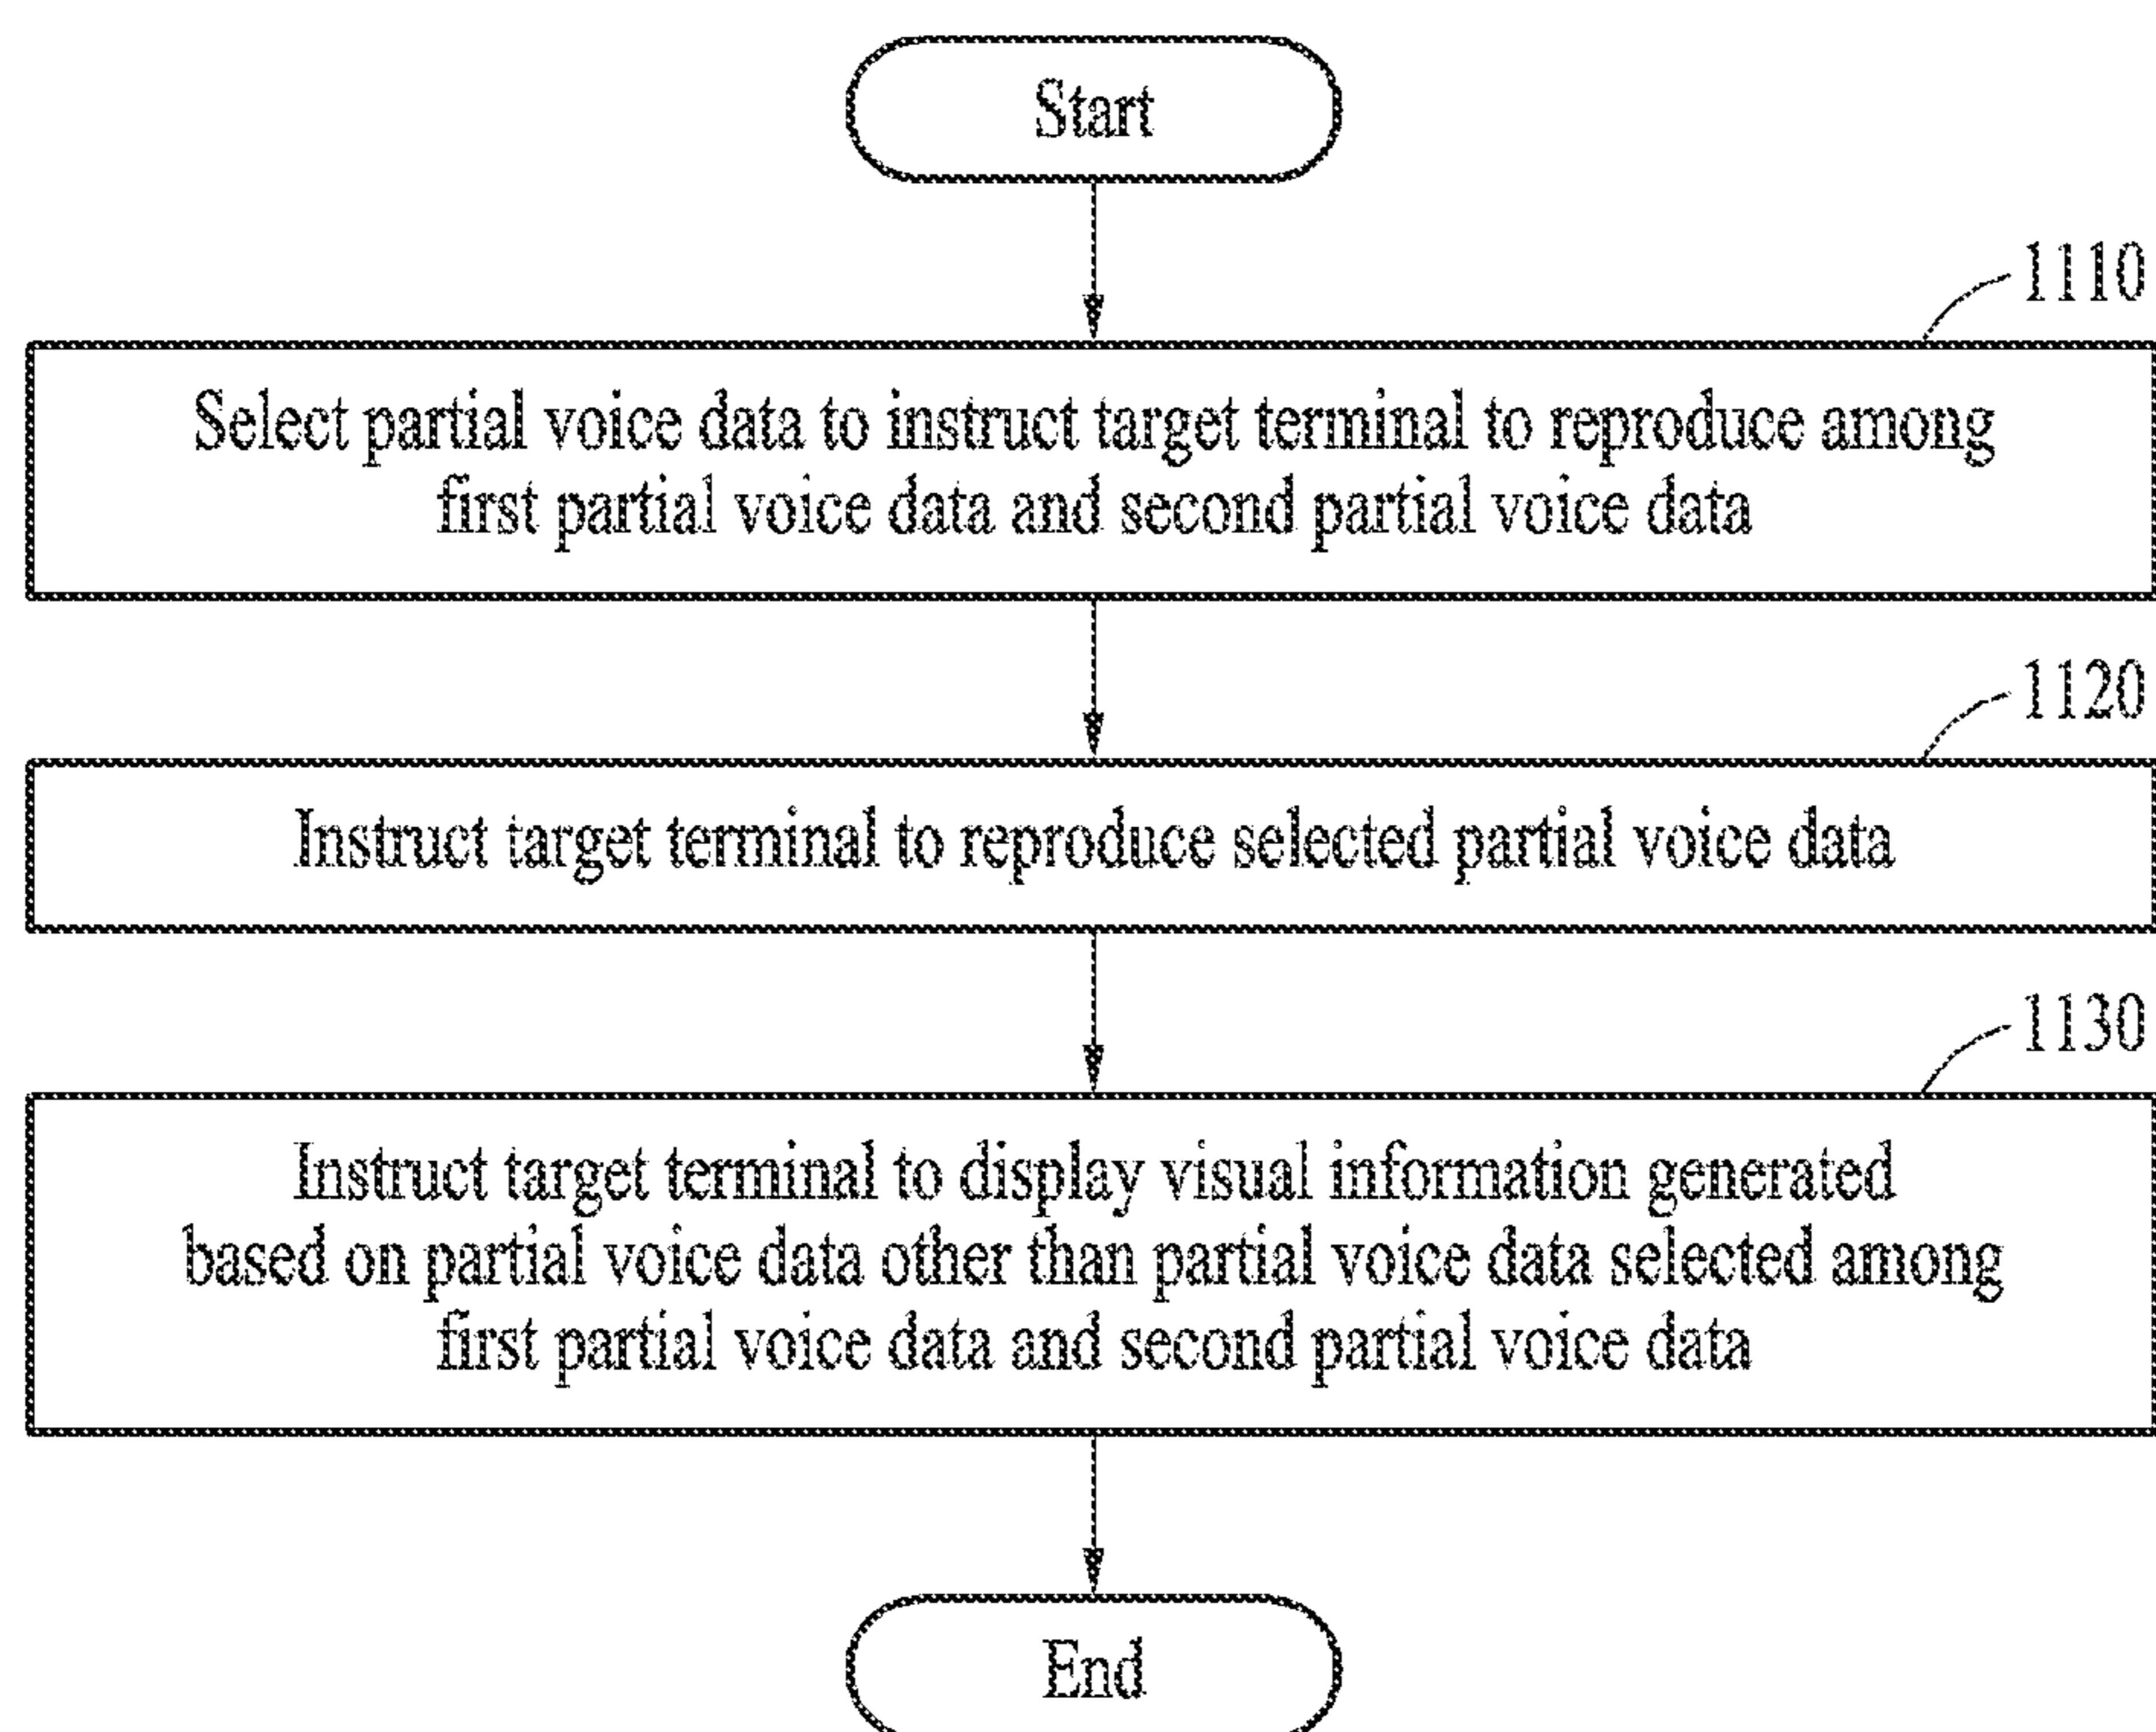 Start
1110
Select partial voice data to instruct target terminal to reproduce among
first partial voice data and second partial voice data
1120
Instruct target terminal to reproduce selected partial voice data
1130
Instruct target terminal to display visual information generated
based on partial voice data other than partial voice data selected among
first partial voice data and second partial voice data
End